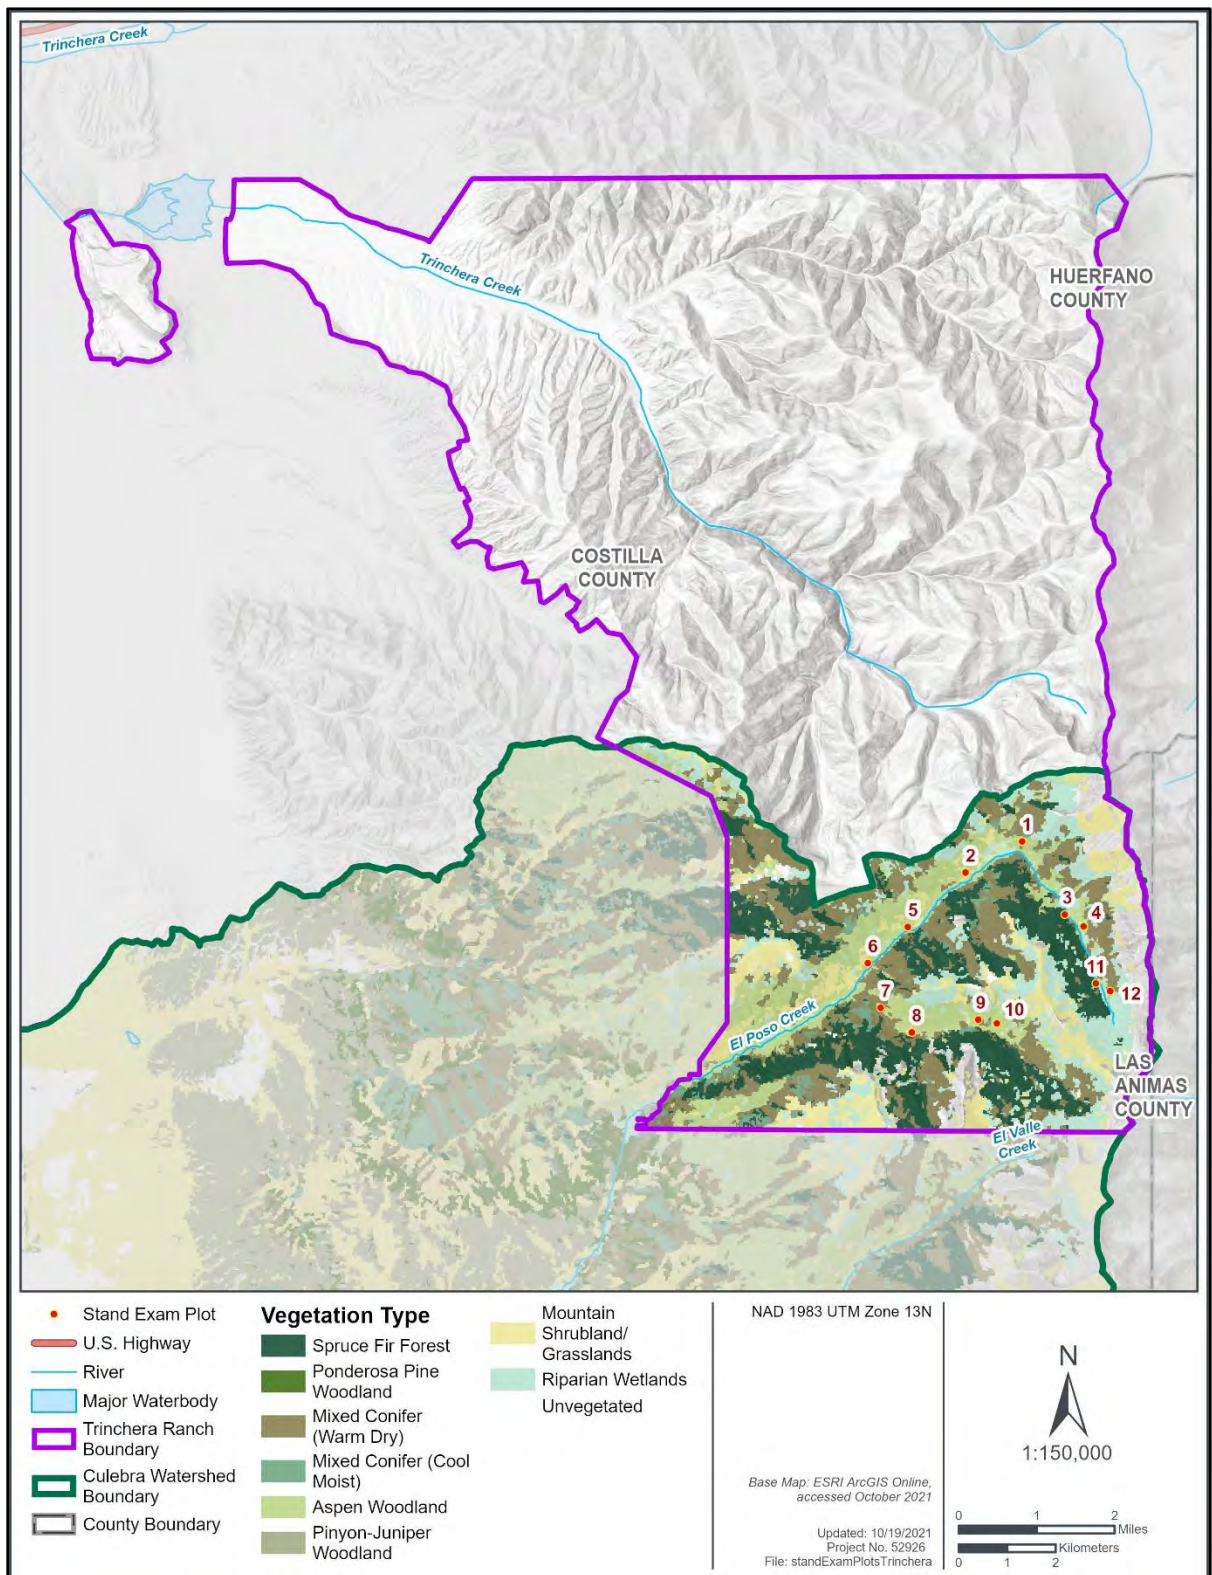 Trinchera Creek
Trinchera Creek
HUERFANO
COUNTY
COSTILLA
COUNTY
1
2
3
4
5
6
7
8
9
10
11
12
El Poso Creek
LAS
ANIMAS
COUNTY
El Valle
Creek
Stand Exam Plot
U.S. Highway
River
Major Waterbody
Trinchera Ranch
Boundary
Culebra Watershed
Boundary
County Boundary
Vegetation Type
Spruce Fir Forest
Ponderosa Pine
Woodland
Mixed Conifer
(Warm Dry)
Mixed Conifer (Cool
Moist)
Aspen Woodland
Pinyon-Juniper
Woodland
Mountain
Shrubland/
Grasslands
Riparian Wetlands
Unvegetated
NAD 1983 UTM Zone 13N
Base Map: ESRI ArcGIS Online,
accessed October 2021
Updated: 10/19/2021
Project No. 52926
File: standExamPlotsTrinchera
N
1:150,000
0 1 2
Miles
Kilometers
0 1 2